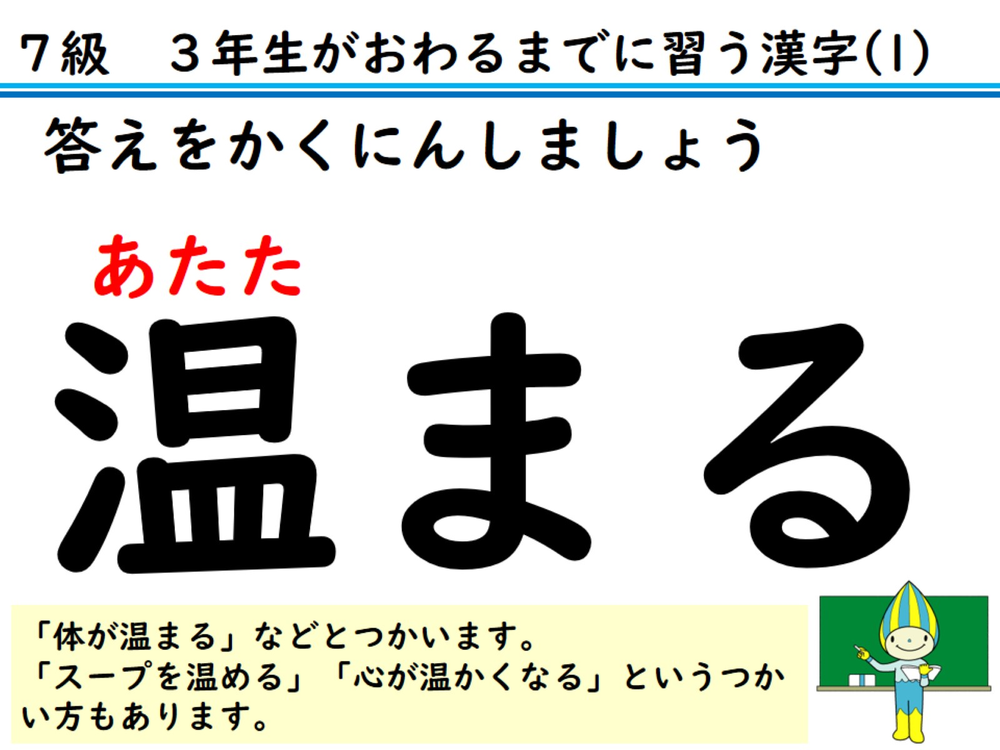 ７級　３年生がおわるまでに習う漢字(1)
答えをかくにんしましょう
あたた
温まる
「体が温まる」などとつかいます。
「スープを温める」「心が温かくなる」というつか
い方もあります。